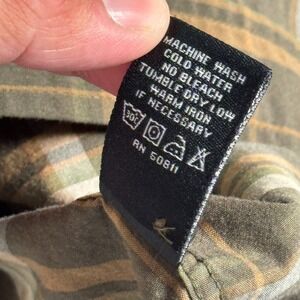 MACHINE WASH
COLD WATER
NO BLEACH
TUMBLE DRY LOW
WARM IRON
IF NECESSARY
30°
RN 50811